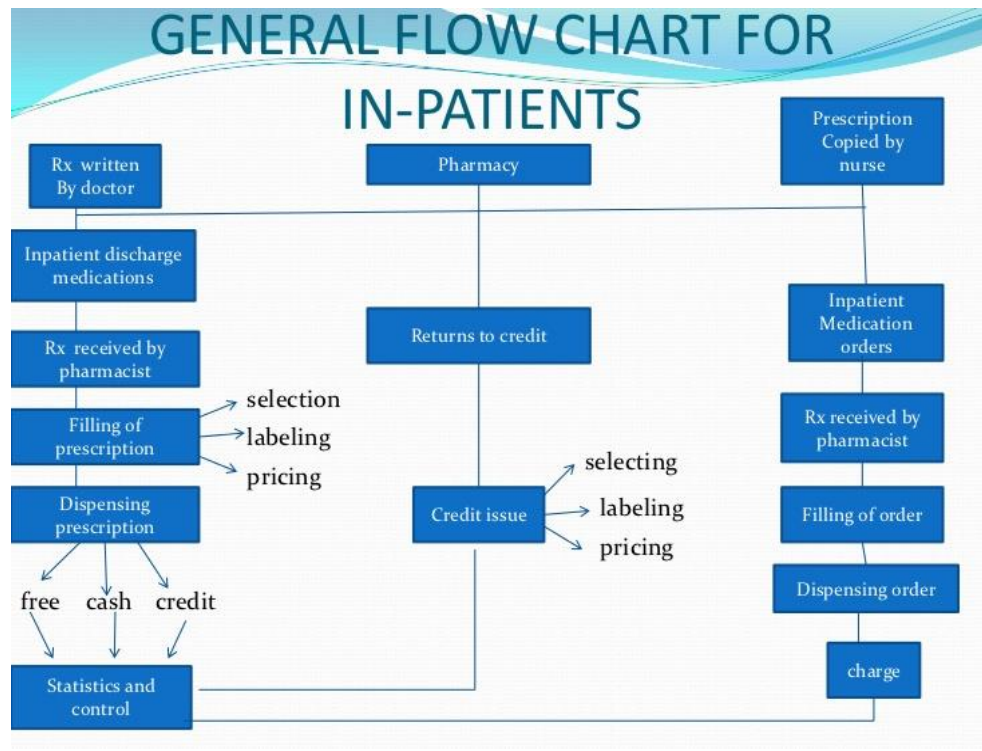 GENERAL FLOW CHART FOR
IN-PATIENTS
Rx written
By doctor
Pharmacy
Prescription
Copied by
nurse
Inpatient discharge
medications
Returns to credit
Inpatient
Medication
orders
Rx received by
pharmacist
Filling of
prescription
selection
labeling
pricing
Rx received by
pharmacist
Dispensing
prescription
Credit issue
selecting
labeling
pricing
Filling of order
Dispensing order
free
cash
credit
charge
Statistics and
control